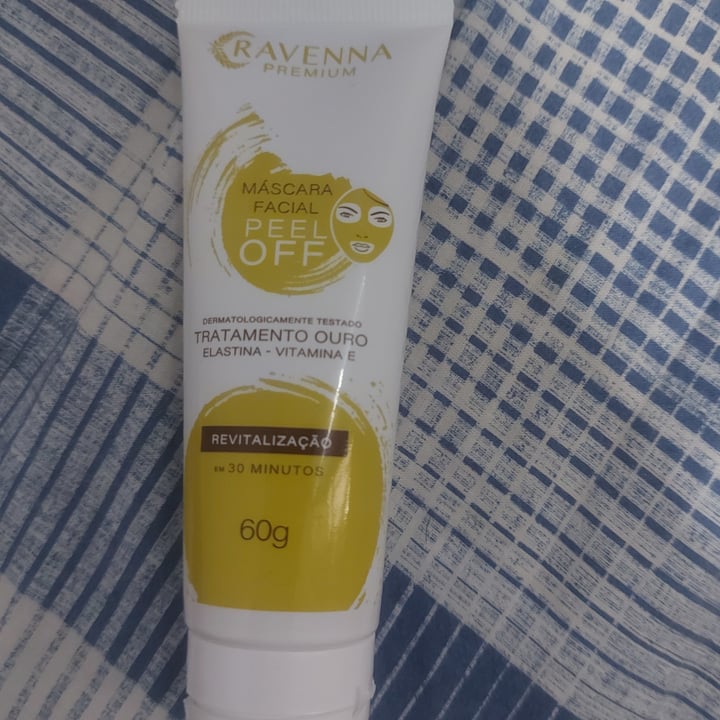 RAVENNA
PREMIUM
MÁSCARA
FACIAL
PEEL
OFF
DERMATOLOGICAMENTE TESTADO
TRATAMENTO OURO
ELASTINA - VITAMINA E
REVITALIZAÇÃO
EM 30 MINUTOS
60g